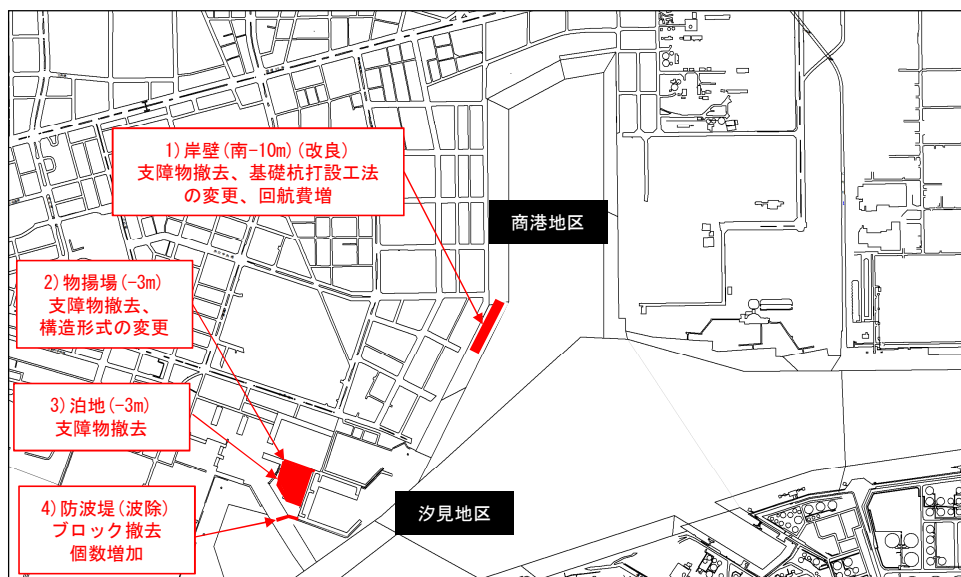 1)岸壁(南-10m)(改良)
支障物撤去、基礎杭打設工法
の変更、回航費増
商港地区
2)物揚場(-3m)
支障物撤去、
構造形式の変更
3)泊地(-3m)
支障物撤去
4)防波堤(波除)
ブロック撤去
個数増加
汐見地区